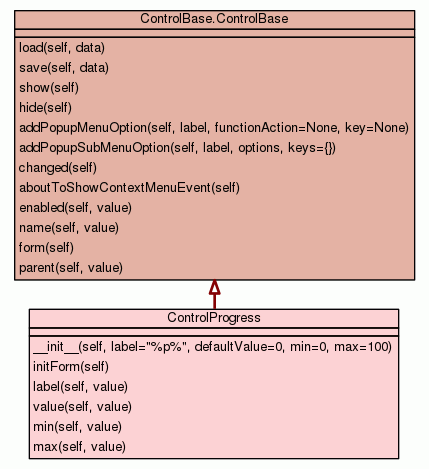 ControlBase.ControlBase
load(self, data)
save(self, data)
show(self)
hide(self)
addPopupMenuOption(self, label, functionAction=None, key=None)
addPopupSubMenuOption(self, label, options, keys={})
changed(self)
aboutToShowContextMenuEvent(self)
enabled(self, value)
name(self, value)
form(self)
parent(self, value)
ControlProgress
__init__(self, label="%p%", defaultValue=0, min=0, max=100)
initForm(self)
label(self, value)
value(self, value)
min(self, value)
max(self, value)